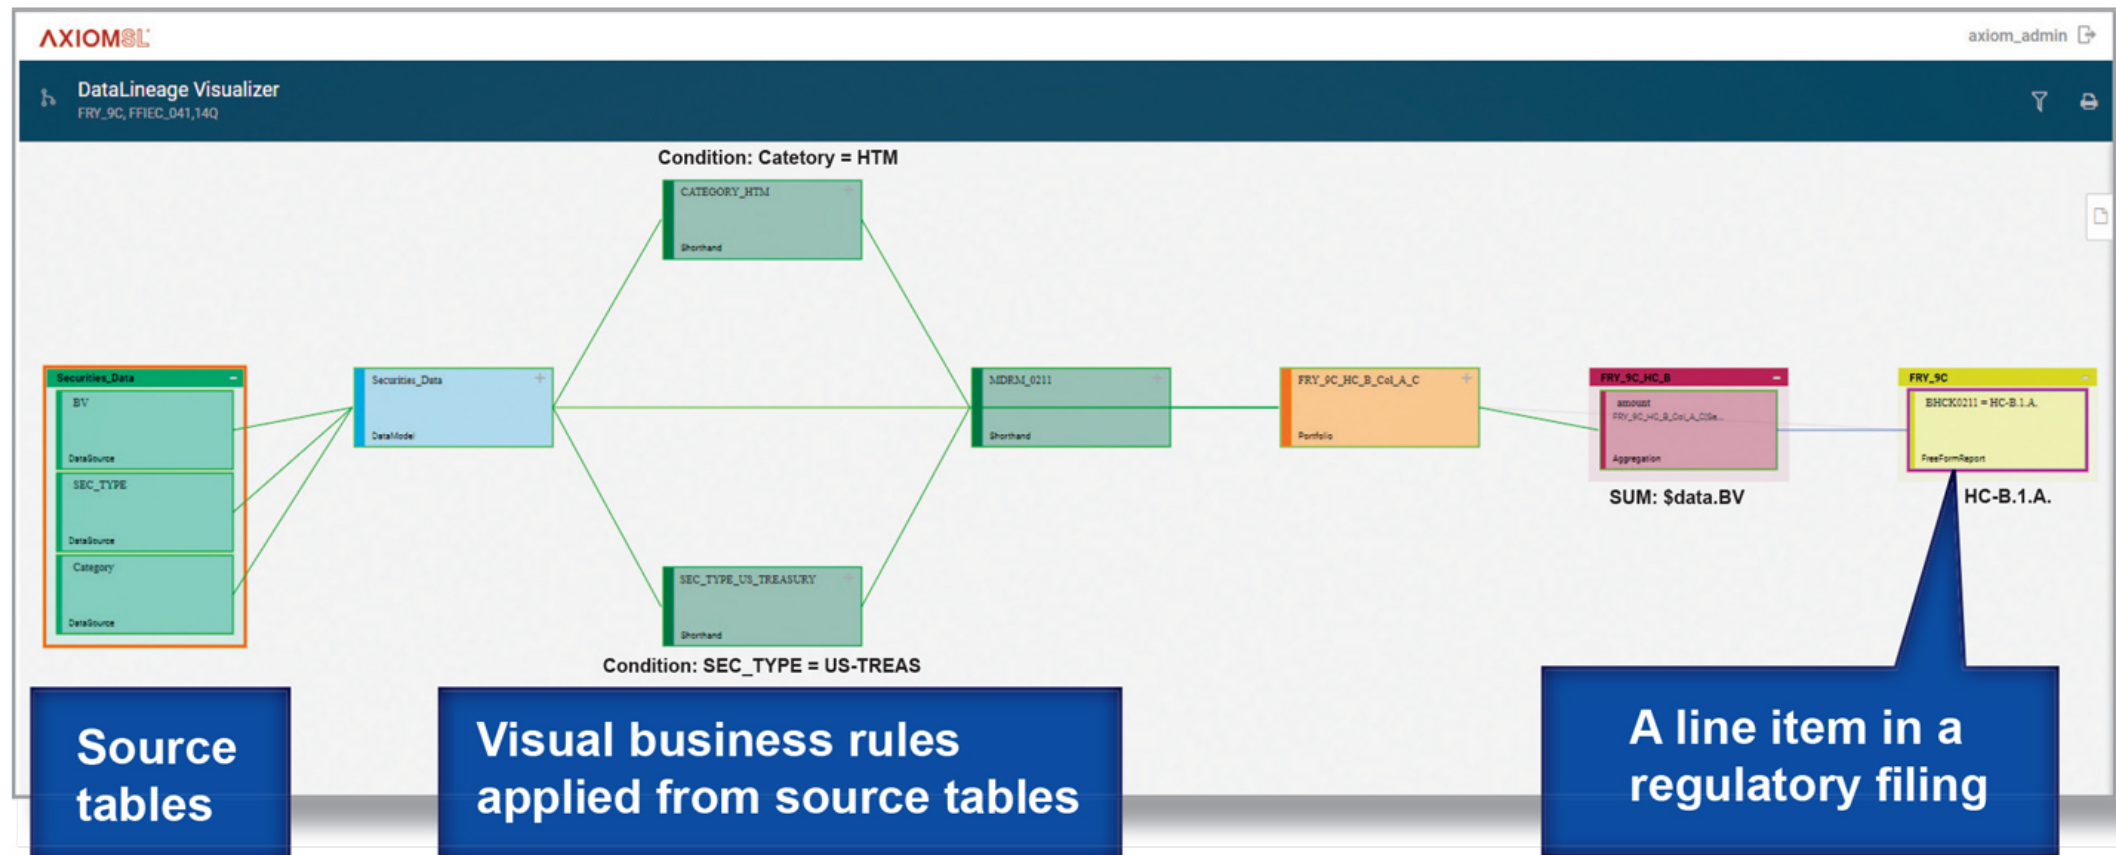 AXIOMSL
axiom_admin
DataLineage Visualizer
FRY_9C, FFIEC_041,14Q
Condition: Catetory = HTM
CATEGORY_HTM
Shorthand
Securities_Data
BV
DataSource
SEC_TYPE
DataSource
Category
DataSource
Securities_Data
DataModel
MDRM_0211
Shorthand
FRY_9C_HC_B_Col_A_C
Portfolio
FRY_9C_HC_B
amount
FRY_9C_HC_B_Col_A_C|Se...
Aggregation
SUM: $data.BV
FRY_9C
BHCK0211 = HC-B.1.A.
FreeFormReport
HC-B.1.A.
SEC_TYPE_US_TREASURY
Shorthand
Condition: SEC_TYPE = US-TREAS
Source
tables
Visual business rules
applied from source tables
A line item in a
regulatory filing